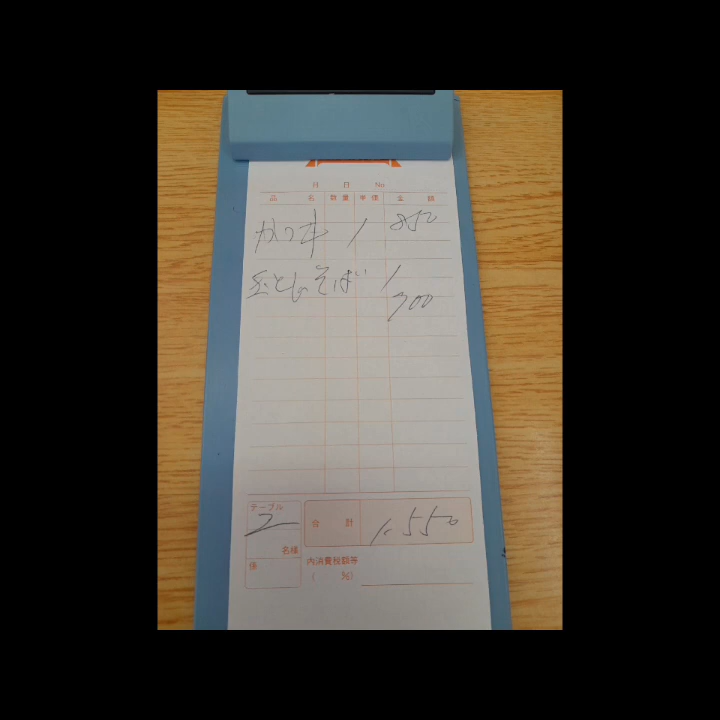 月 日 No.
品 名 数量 単価 金 額
かつ丼 1 850
玉とじそば 1
700
テーブル
2
合 計 1,550
名様
係
内消費税額等
( %)